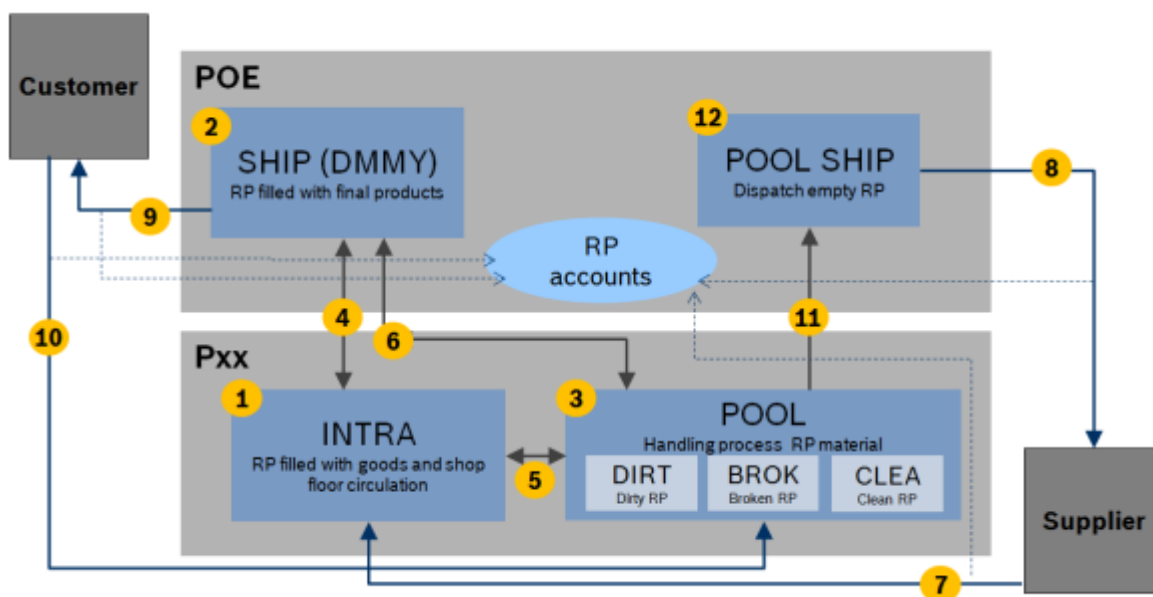 Customer
POE
2
SHIP (DMMY)
RP filled with final products
12
POOL SHIP
Dispatch empty RP
8
9
RP
accounts
10
4
6
11
Pxx
1
INTRA
RP filled with goods and shop
floor circulation
5
3
POOL
Handling process RP material
DIRT
Dirty RP
BROK
Broken RP
CLEA
Clean RP
Supplier
7